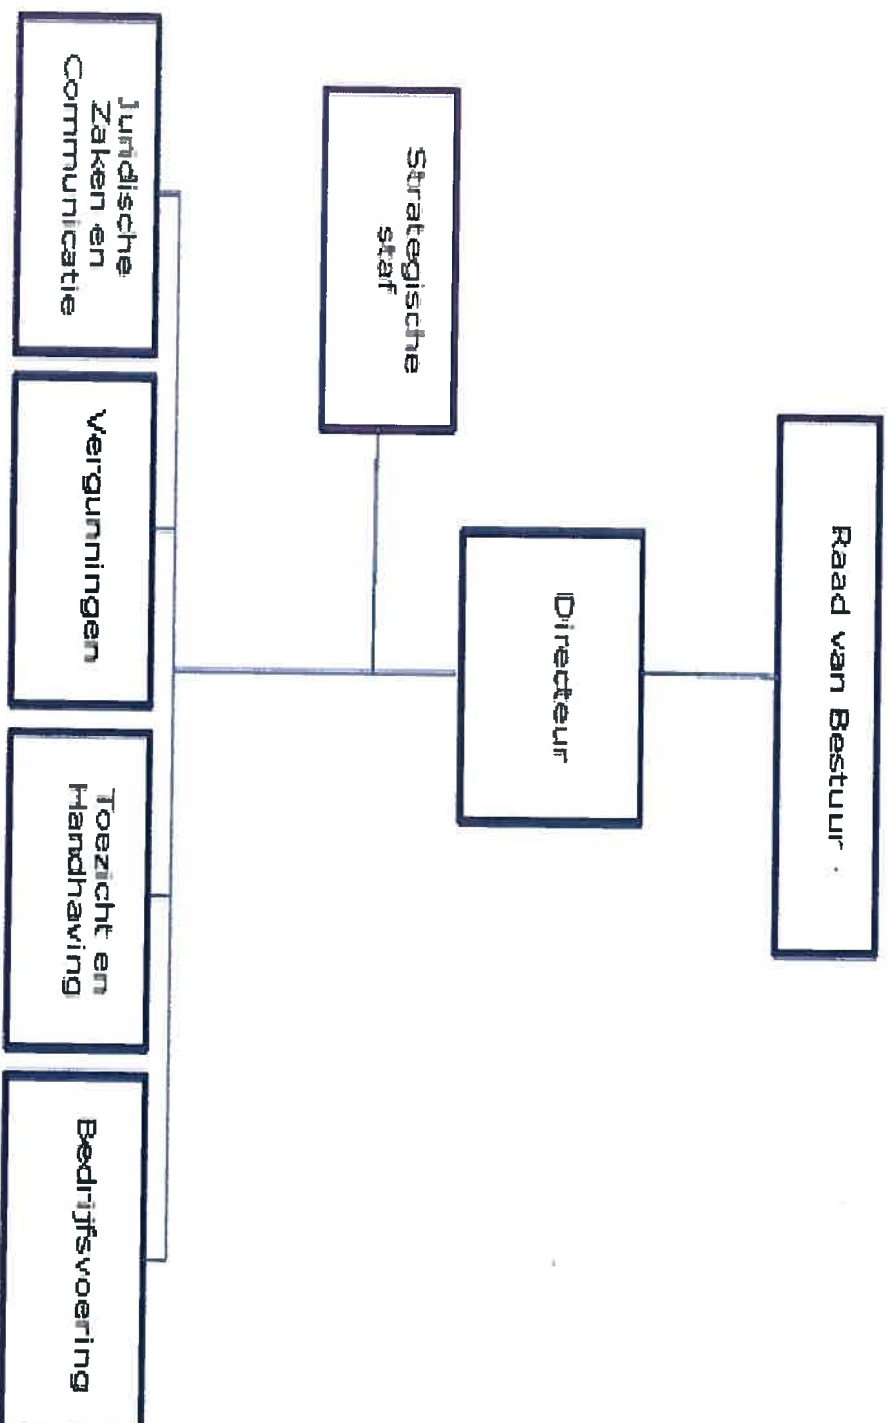 Raad van Bestuur
Directeur
Strategische
staf
Juridische
Zaken en
Communicatie
Vergunningen
Toezicht en
Handhaving
Bedrijfsvoering